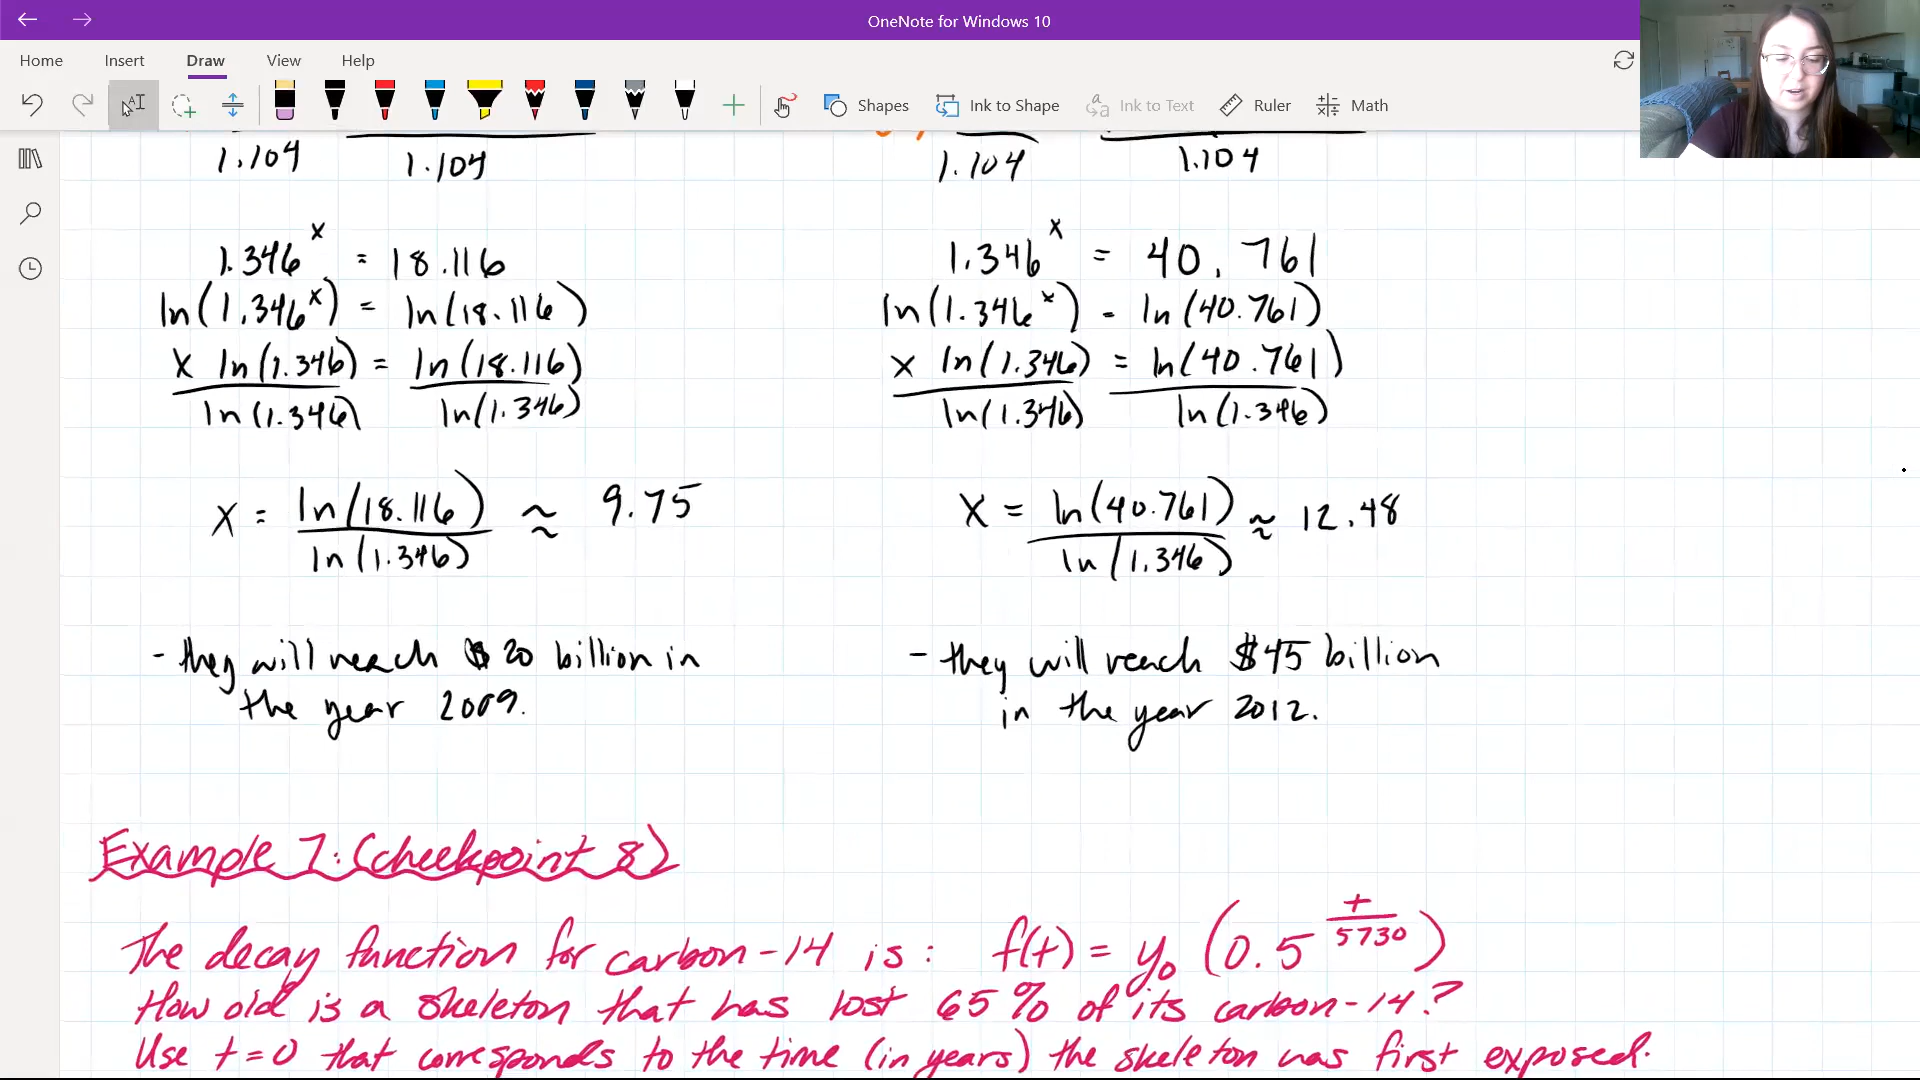 OneNote for Windows 10
Home Insert Draw View Help
Shapes Ink to Shape Ink to Text Ruler Math
1.104 1.104
1.104 1.104
1.346^x = 18.116
ln(1.346^x) = ln(18.116)
x ln(1.346) = ln(18.116)
ln(1.346) ln(1.346)
x = ln(18.116) ≈ 9.75
ln(1.346)
- they will reach $20 billion in
the year 2009.
1.346^x = 40.761
ln(1.346^x) = ln(40.761)
x ln(1.346) = ln(40.761)
ln(1.346) ln(1.346)
x = ln(40.761) ≈ 12.48
ln(1.346)
- they will reach $45 billion
in the year 2012.
Example 7: (checkpoint 8)
The decay function for carbon-14 is: f(t) = y₀ (0.5^(t/5730))
How old is a skeleton that has lost 65% of its carbon-14?
Use t=0 that corresponds to the time (in years) the skeleton was first exposed.